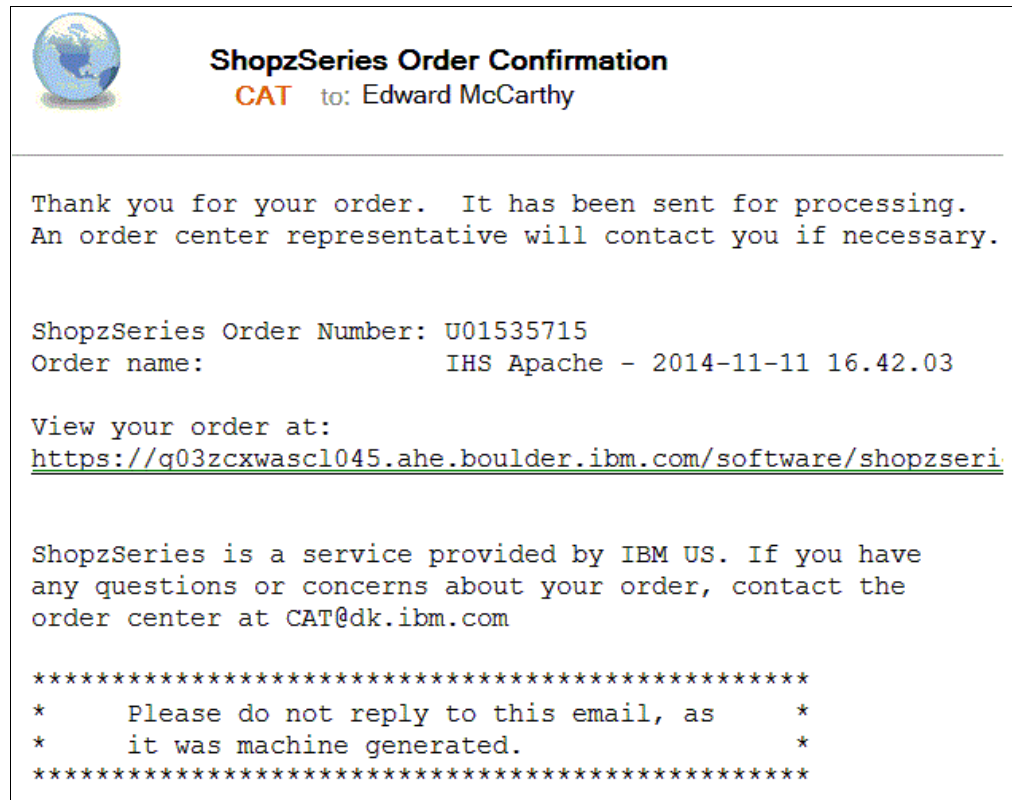 ShopzSeries Order Confirmation
CAT to: Edward McCarthy
Thank you for your order. It has been sent for processing.
An order center representative will contact you if necessary.
ShopzSeries Order Number: U01535715
Order name: IHS Apache - 2014-11-11 16.42.03
View your order at:
https://g03zcxwascl045.ahe.boulder.ibm.com/software/shopzseri
ShopzSeries is a service provided by IBM US. If you have
any questions or concerns about your order, contact the
order center at CAT@dk.ibm.com
*************************************************
* Please do not reply to this email, as *
* it was machine generated. *
*************************************************